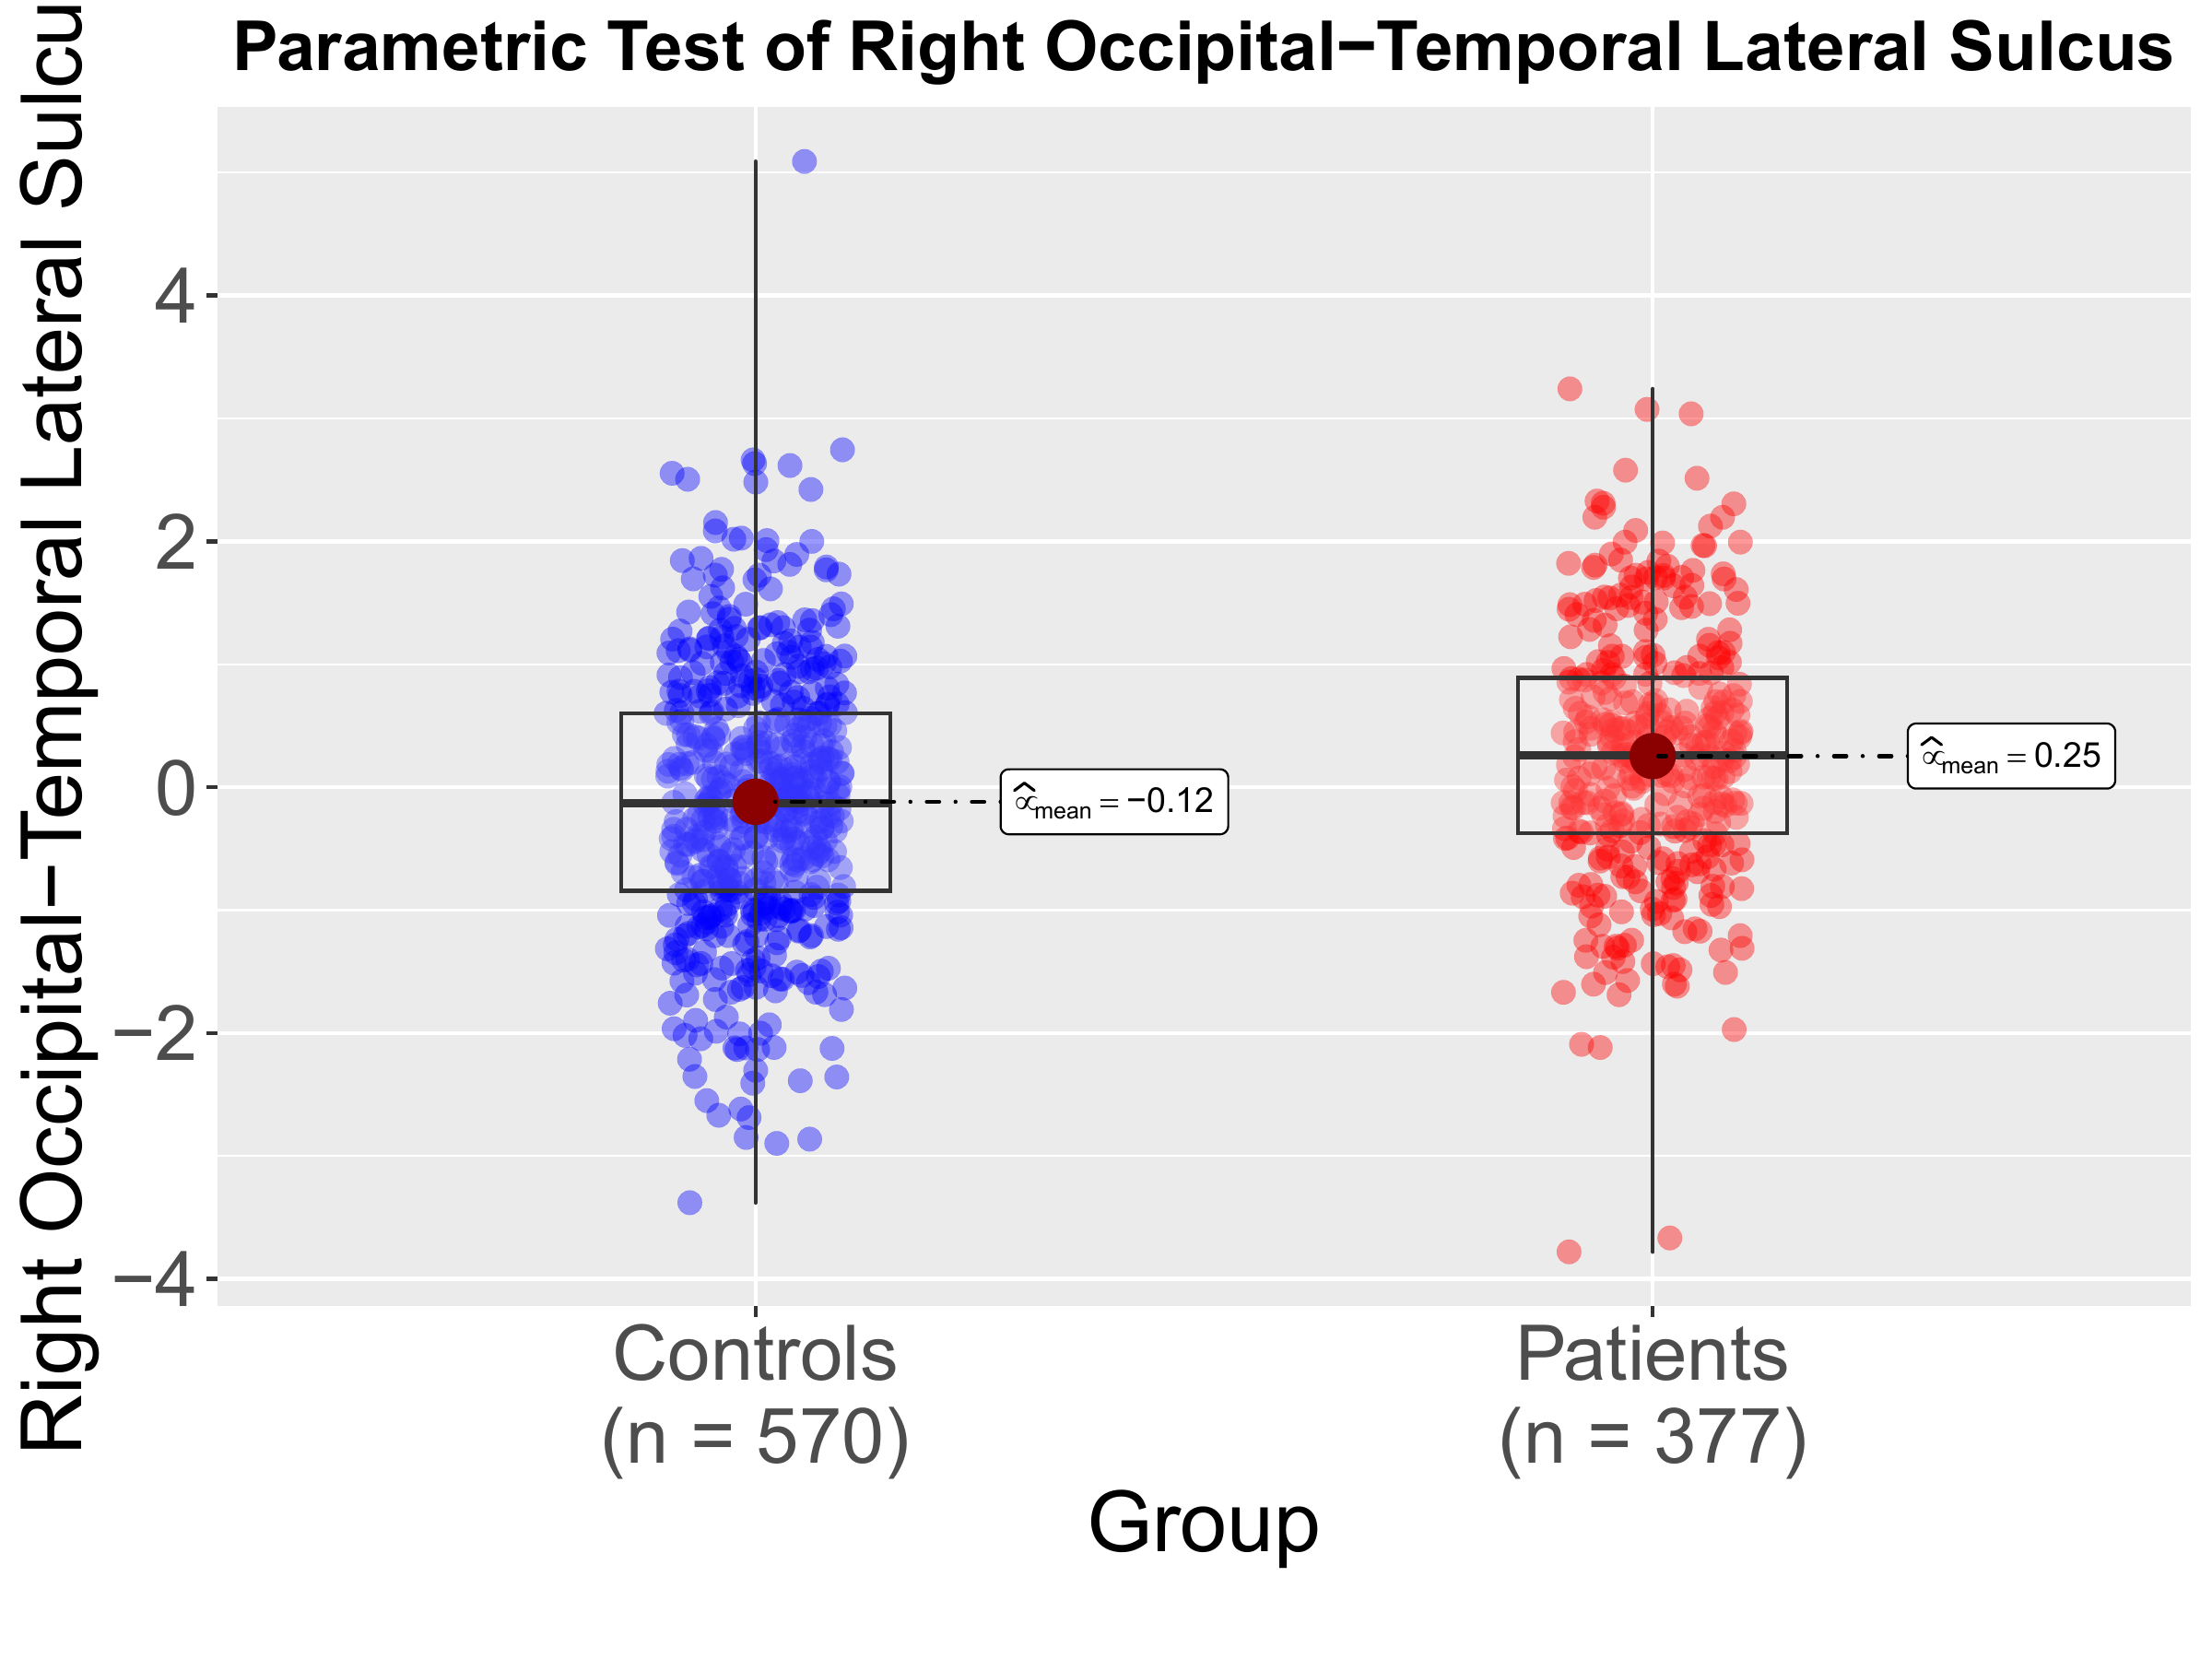 Parametric Test of Right Occipital−Temporal Lateral Sulcus
Right Occipital−Temporal Lateral Sulcu
4
2
0
−2
−4
∝̂mean = −0.12
∝̂mean = 0.25
Controls
(n = 570)
Patients
(n = 377)
Group